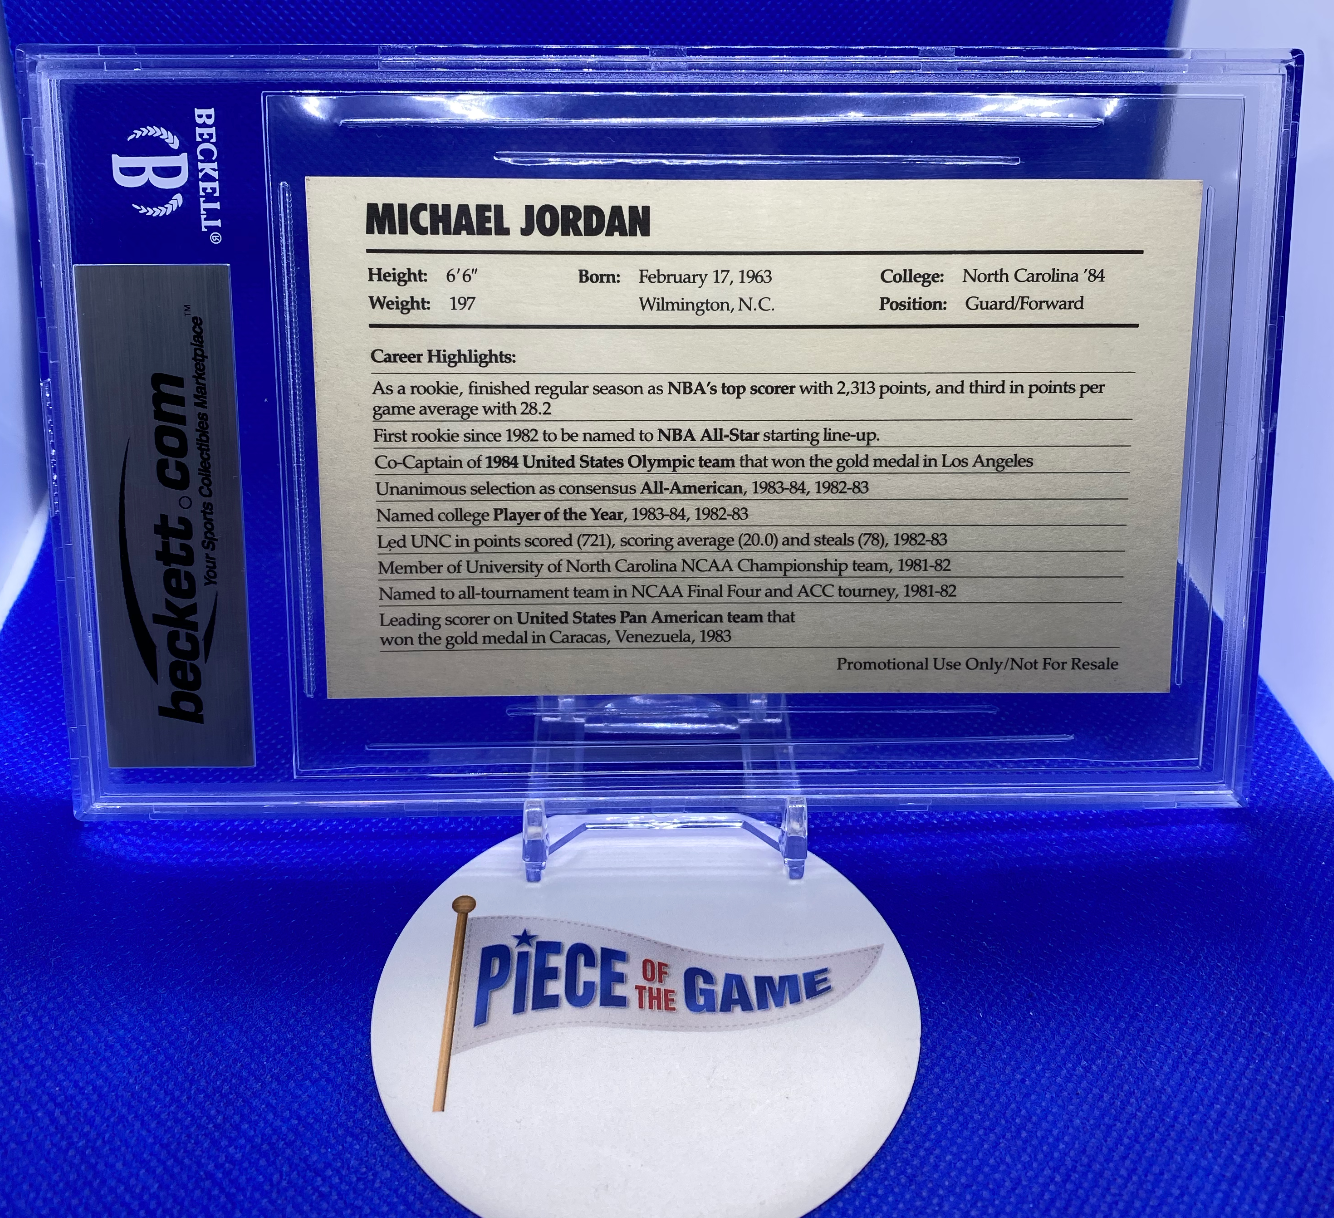 BECKETT®
B
beckett.com
Your Sports Collectibles Marketplace™
MICHAEL JORDAN
Height: 6'6" Born: February 17, 1963 College: North Carolina '84
Weight: 197 Wilmington, N.C. Position: Guard/Forward
Career Highlights:
As a rookie, finished regular season as NBA's top scorer with 2,313 points, and third in points per
game average with 28.2
First rookie since 1982 to be named to NBA All-Star starting line-up.
Co-Captain of 1984 United States Olympic team that won the gold medal in Los Angeles
Unanimous selection as consensus All-American, 1983-84, 1982-83
Named college Player of the Year, 1983-84, 1982-83
Led UNC in points scored (721), scoring average (20.0) and steals (78), 1982-83
Member of University of North Carolina NCAA Championship team, 1981-82
Named to all-tournament team in NCAA Final Four and ACC tourney, 1981-82
Leading scorer on United States Pan American team that
won the gold medal in Caracas, Venezuela, 1983
Promotional Use Only/Not For Resale
PiECE OF THE GAME